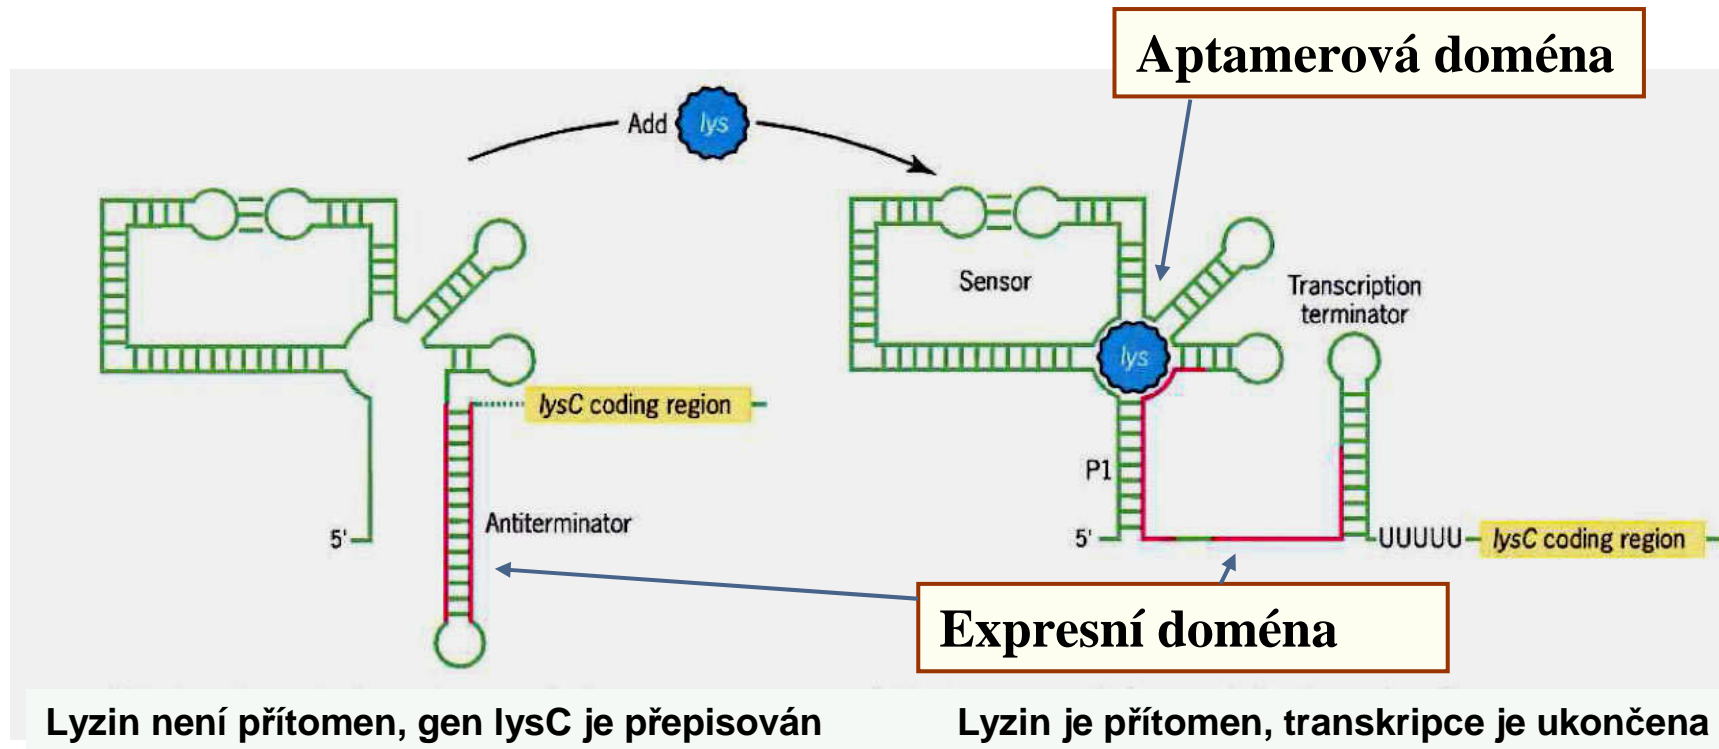 Aptamerová doména
Add
lys
Sensor
Transcription
terminator
lys
lysC coding region
P1
5'
Antiterminator
5'
UUUUU
lysC coding region
Expresní doména
Lyzin není přítomen, gen lysC je přepisován
Lyzin je přítomen, transkripce je ukončena